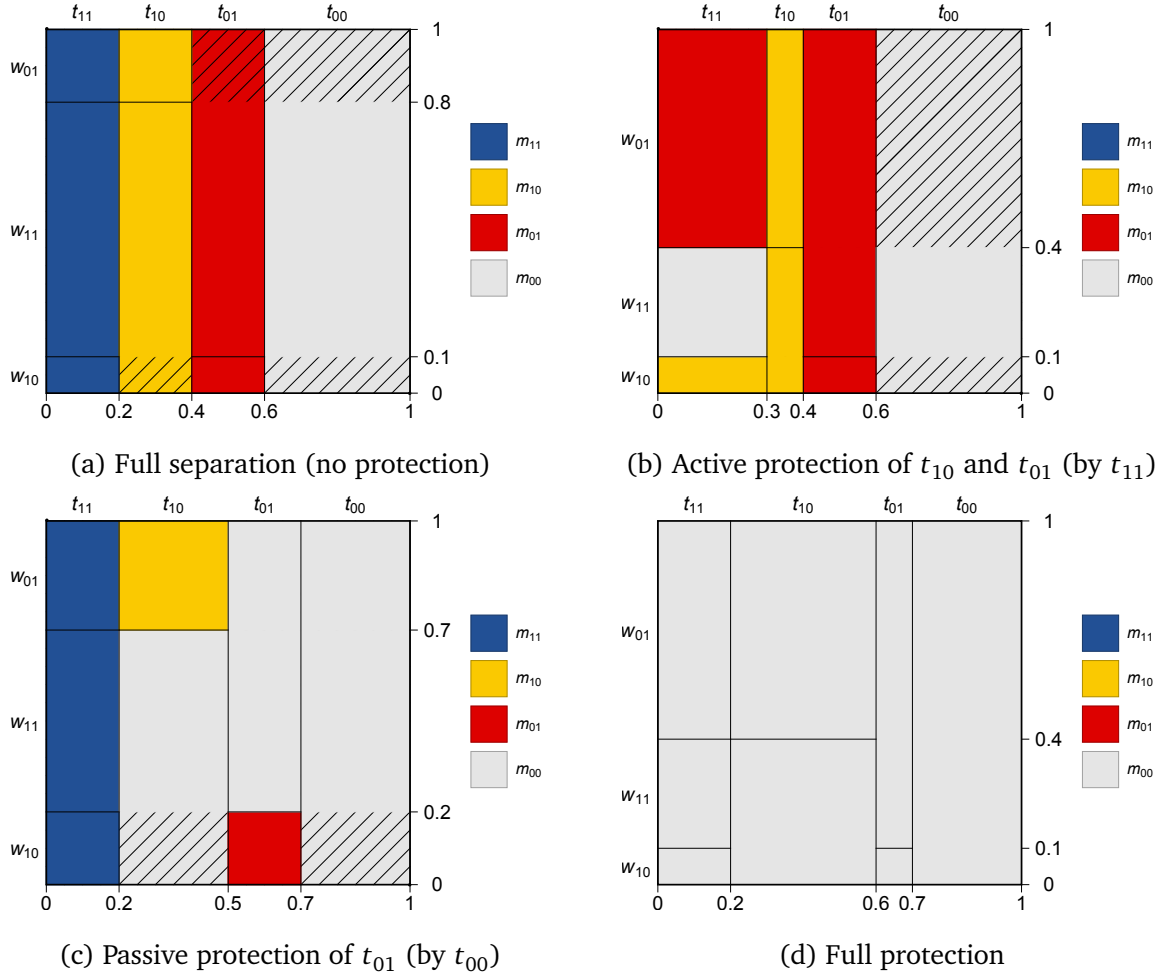 t11 t10 t01 t00
1
w01
0.8
m11
m10
w11
m01
m00
0.1
w10
0
0 0.2 0.4 0.6 1
(a) Full separation (no protection)
t11 t10 t01 t00
1
w01
m11
m10
m01
0.4
m00
w11
0.1
w10
0
0 0.3 0.4 0.6 1
(b) Active protection of t10 and t01 (by t11)
t11 t10 t01 t00
1
w01
0.7
m11
m10
w11
m01
m00
0.2
w10
0
0 0.2 0.5 0.7 1
(c) Passive protection of t01 (by t00)
t11 t10 t01 t00
1
w01
m11
m10
m01
0.4
m00
w11
0.1
w10
0
0 0.2 0.6 0.7 1
(d) Full protection